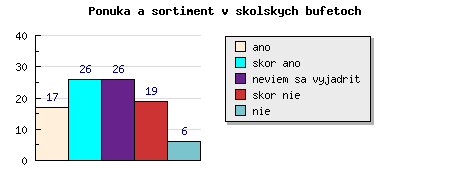 Ponuka a sortiment v skolskych bufetoch
40
30
20
10
0
17
26
26
19
6
ano
skor ano
neviem sa vyjadrit
skor nie
nie